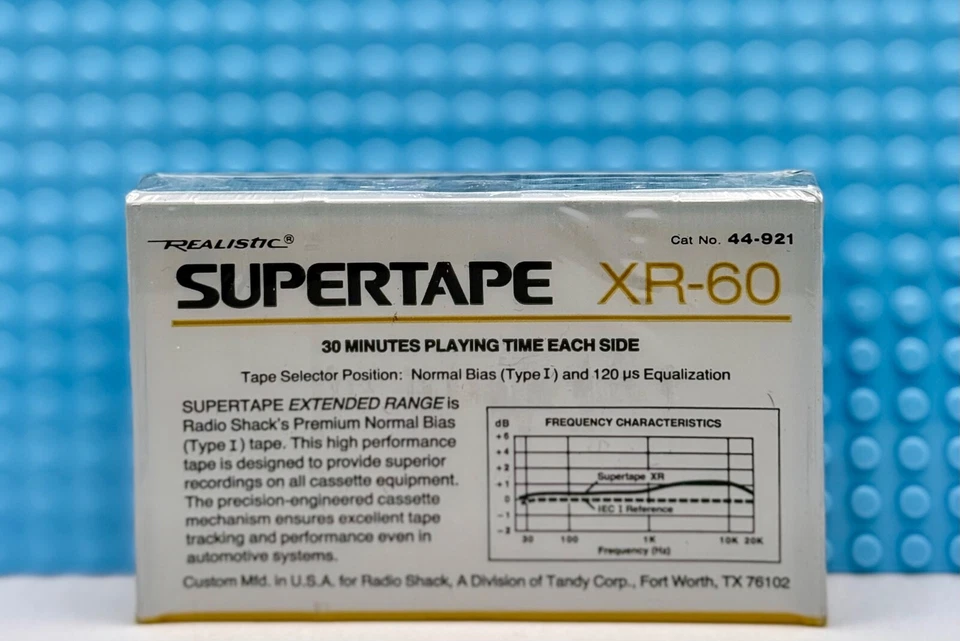 REALISTIC®
Cat No. 44-921
SUPERTAPE XR-60
30 MINUTES PLAYING TIME EACH SIDE
Tape Selector Position: Normal Bias (Type I) and 120 µs Equalization
SUPERTAPE EXTENDED RANGE is
Radio Shack's Premium Normal Bias
(Type I) tape. This high performance
tape is designed to provide superior
recordings on all cassette equipment.
The precision-engineered cassette
mechanism ensures excellent tape
tracking and performance even in
automotive systems.
FREQUENCY CHARACTERISTICS
dB
+6
+4
+2
+1
0
-1
-2
Supertape XR
IEC I Reference
30 100 1K 10K 20K
Frequency (Hz)
Custom Mfd. in U.S.A. for Radio Shack, A Division of Tandy Corp., Fort Worth, TX 76102